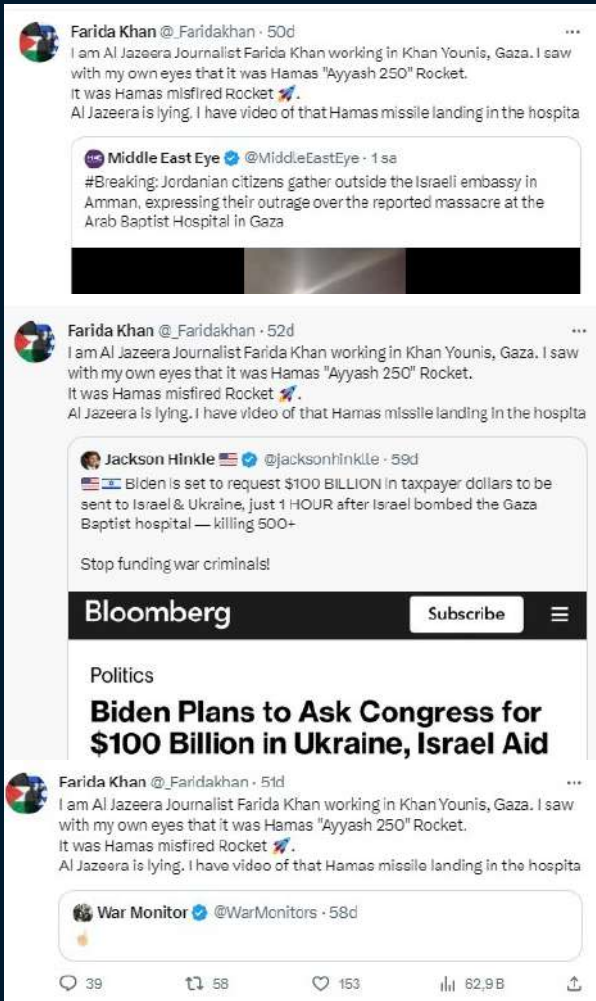 Farida Khan @_Faridakhan · 50d
I am Al Jazeera Journalist Farida Khan working in Khan Younis, Gaza. I saw
with my own eyes that it was Hamas "Ayyash 250" Rocket.
It was Hamas misfired Rocket 🚀.
Al Jazeera is lying. I have video of that Hamas missile landing in the hospita
Middle East Eye @MiddleEastEye · 1 sa
#Breaking: Jordanian citizens gather outside the Israeli embassy in
Amman, expressing their outrage over the reported massacre at the
Arab Baptist Hospital in Gaza
Farida Khan @_Faridakhan · 52d
I am Al Jazeera Journalist Farida Khan working in Khan Younis, Gaza. I saw
with my own eyes that it was Hamas "Ayyash 250" Rocket.
It was Hamas misfired Rocket 🚀.
Al Jazeera is lying. I have video of that Hamas missile landing in the hospita
Jackson Hinkle 🇺🇸 @jacksonhinklle · 59d
🇺🇸🇮🇱 Biden is set to request $100 BILLION in taxpayer dollars to be
sent to Israel & Ukraine, just 1 HOUR after Israel bombed the Gaza
Baptist hospital — killing 500+
Stop funding war criminals!
Bloomberg Subscribe
Politics
Biden Plans to Ask Congress for
$100 Billion in Ukraine, Israel Aid
Farida Khan @_Faridakhan · 51d
I am Al Jazeera Journalist Farida Khan working in Khan Younis, Gaza. I saw
with my own eyes that it was Hamas "Ayyash 250" Rocket.
It was Hamas misfired Rocket 🚀.
Al Jazeera is lying. I have video of that Hamas missile landing in the hospita
War Monitor @WarMonitors · 58d
☝🏻
39 58 153 62,9 B